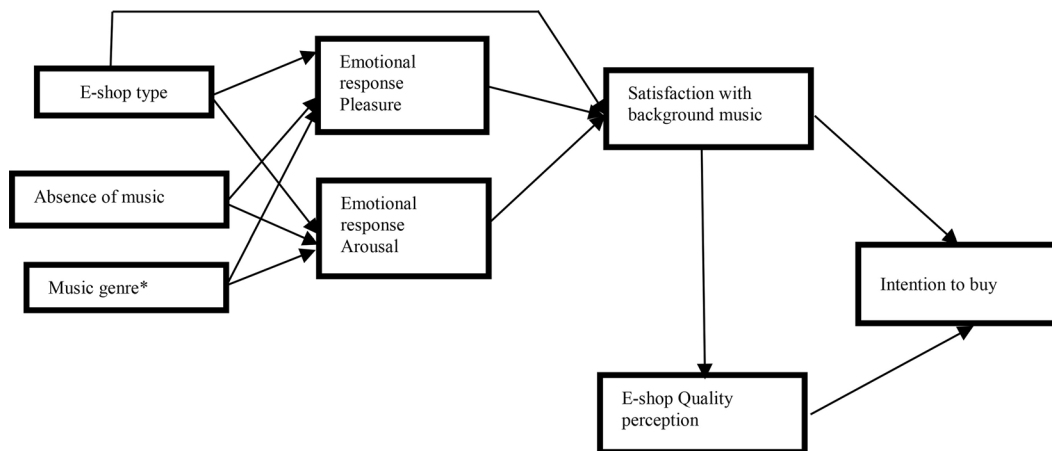 E-shop type
Absence of music
Music genre*
Emotional
response
Pleasure
Emotional
response
Arousal
Satisfaction with
background music
E-shop Quality
perception
Intention to buy